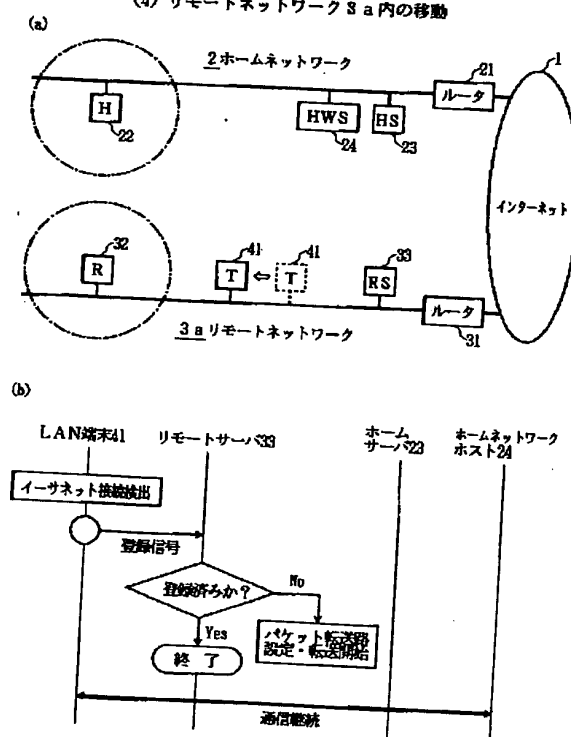 (4) リモートネットワーク3a内の移動
(a)
2ホームネットワーク
21
1
ルータ
H
HWS
HS
22
24
23
インターネット
32
41
41
33
R
T
⇔
T
RS
ルータ
3aリモートネットワーク
31
(b)
LAN端末41
リモートサーバ33
ホーム
サーバ23
ホームネットワーク
ホスト24
イーサネット接続検出
登録信号
登録済みか?
No
Yes
パケット転送路
設定・転送開始
終了
通信継続